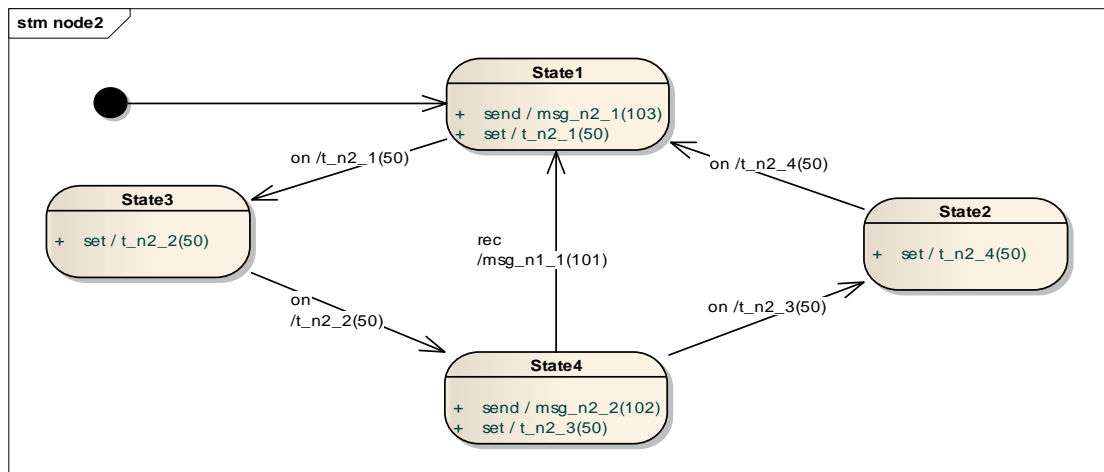 stm node2
State1
+ send / msg_n2_1(103)
+ set / t_n2_1(50)
on /t_n2_1(50)
on /t_n2_4(50)
State3
+ set / t_n2_2(50)
State2
+ set / t_n2_4(50)
rec
/msg_n1_1(101)
on
/t_n2_2(50)
on /t_n2_3(50)
State4
+ send / msg_n2_2(102)
+ set / t_n2_3(50)